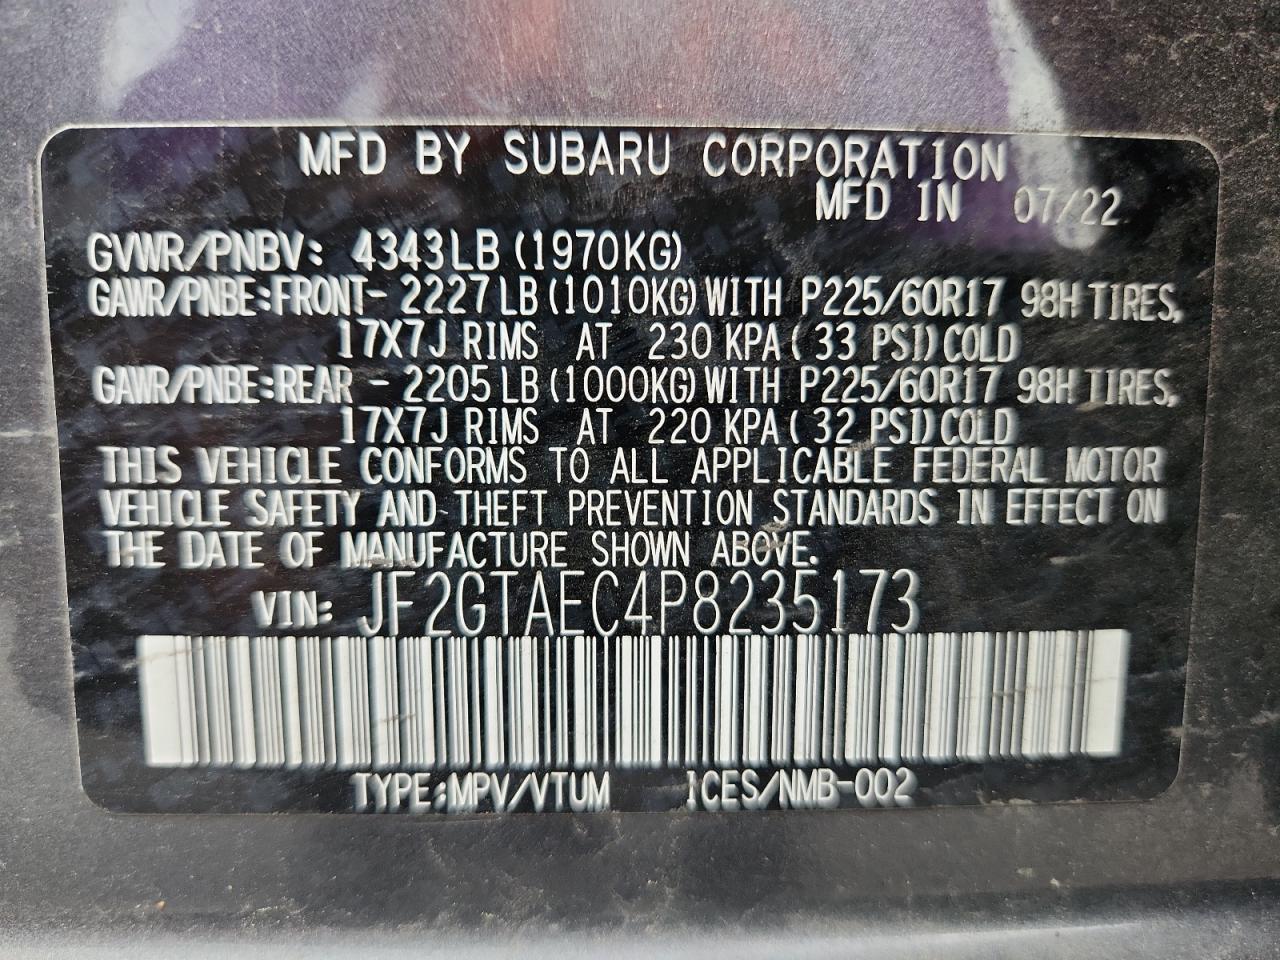 MFD BY SUBARU CORPORATION
MFD IN 07/22
GVWR/PNBV: 4343LB (1970KG)
GAWR/PNBE:FRONT- 2227LB (1010KG) WITH P225/60R17 98H TIRES,
17X7J RIMS AT 230 KPA ( 33 PSI) COLD
GAWR/PNBE:REAR - 2205LB (1000KG) WITH P225/60R17 98H TIRES,
17X7J RIMS AT 220 KPA ( 32 PSI) COLD
THIS VEHICLE CONFORMS TO ALL APPLICABLE FEDERAL MOTOR
VEHICLE SAFETY AND THEFT PREVENTION STANDARDS IN EFFECT ON
THE DATE OF MANUFACTURE SHOWN ABOVE.
VIN: JF2GTAEC4P8235173
TYPE:MPV/VTUM ICES/NMB-002